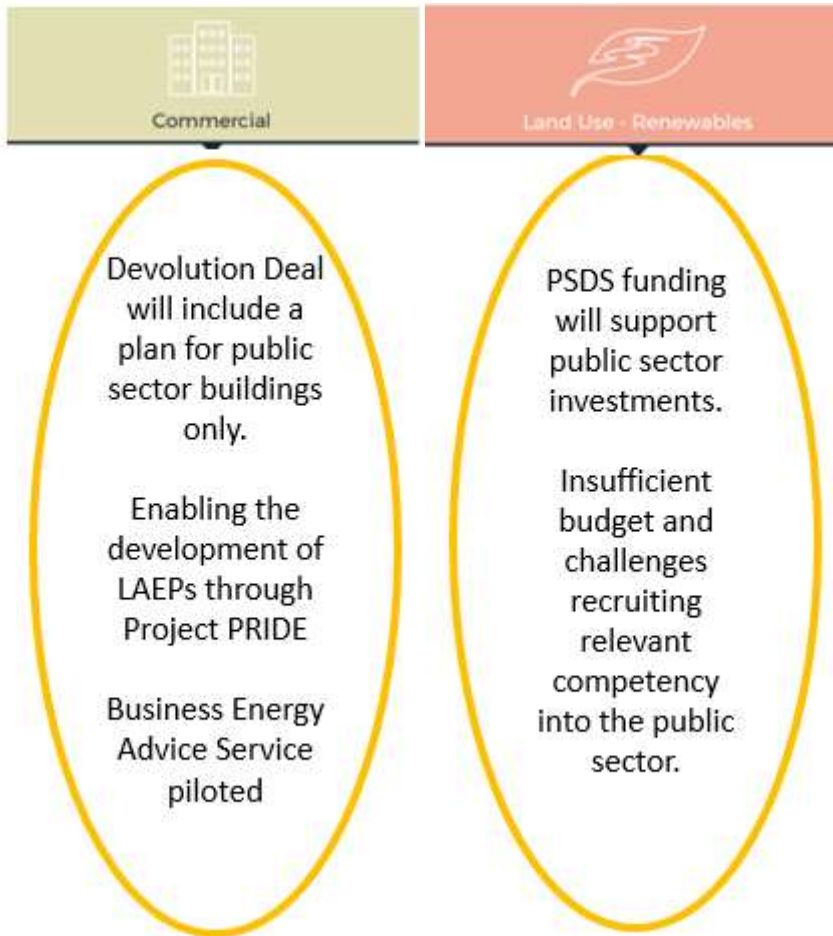 Commercial
Devolution Deal
will include a
plan for public
sector buildings
only.
Enabling the
development of
LAEPs through
Project PRIDE
Business Energy
Advice Service
piloted
Land Use - Renewables
PSDS funding
will support
public sector
investments.
Insufficient
budget and
challenges
recruiting
relevant
competency
into the public
sector.